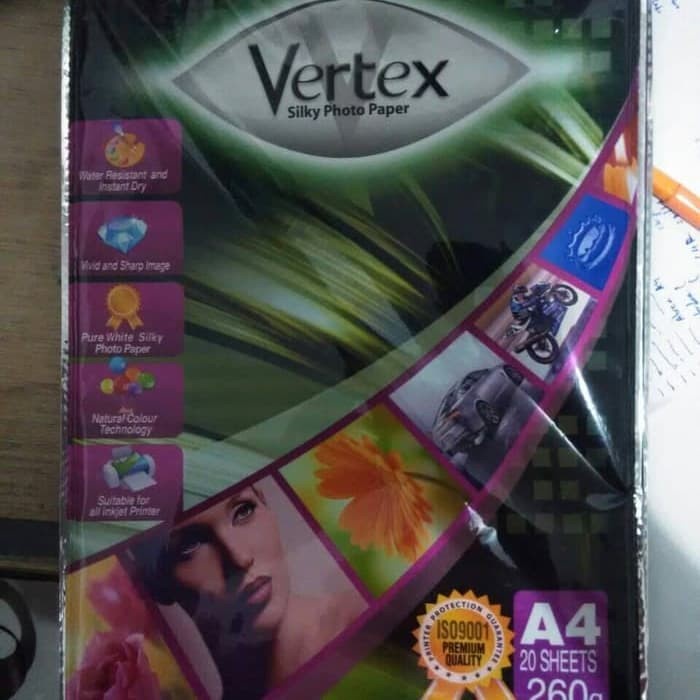 Vertex
Silky Photo Paper
Water Resistant and
Instant Dry
Vivid and Sharp Image
Pure White Silky
Photo Paper
Natural Colour
Technology
Suitable for
all inkjet Printer
PRINTER PROTECTION GUARANTEE
ISO9001
PREMIUM
QUALITY
A4
20 SHEETS
260g